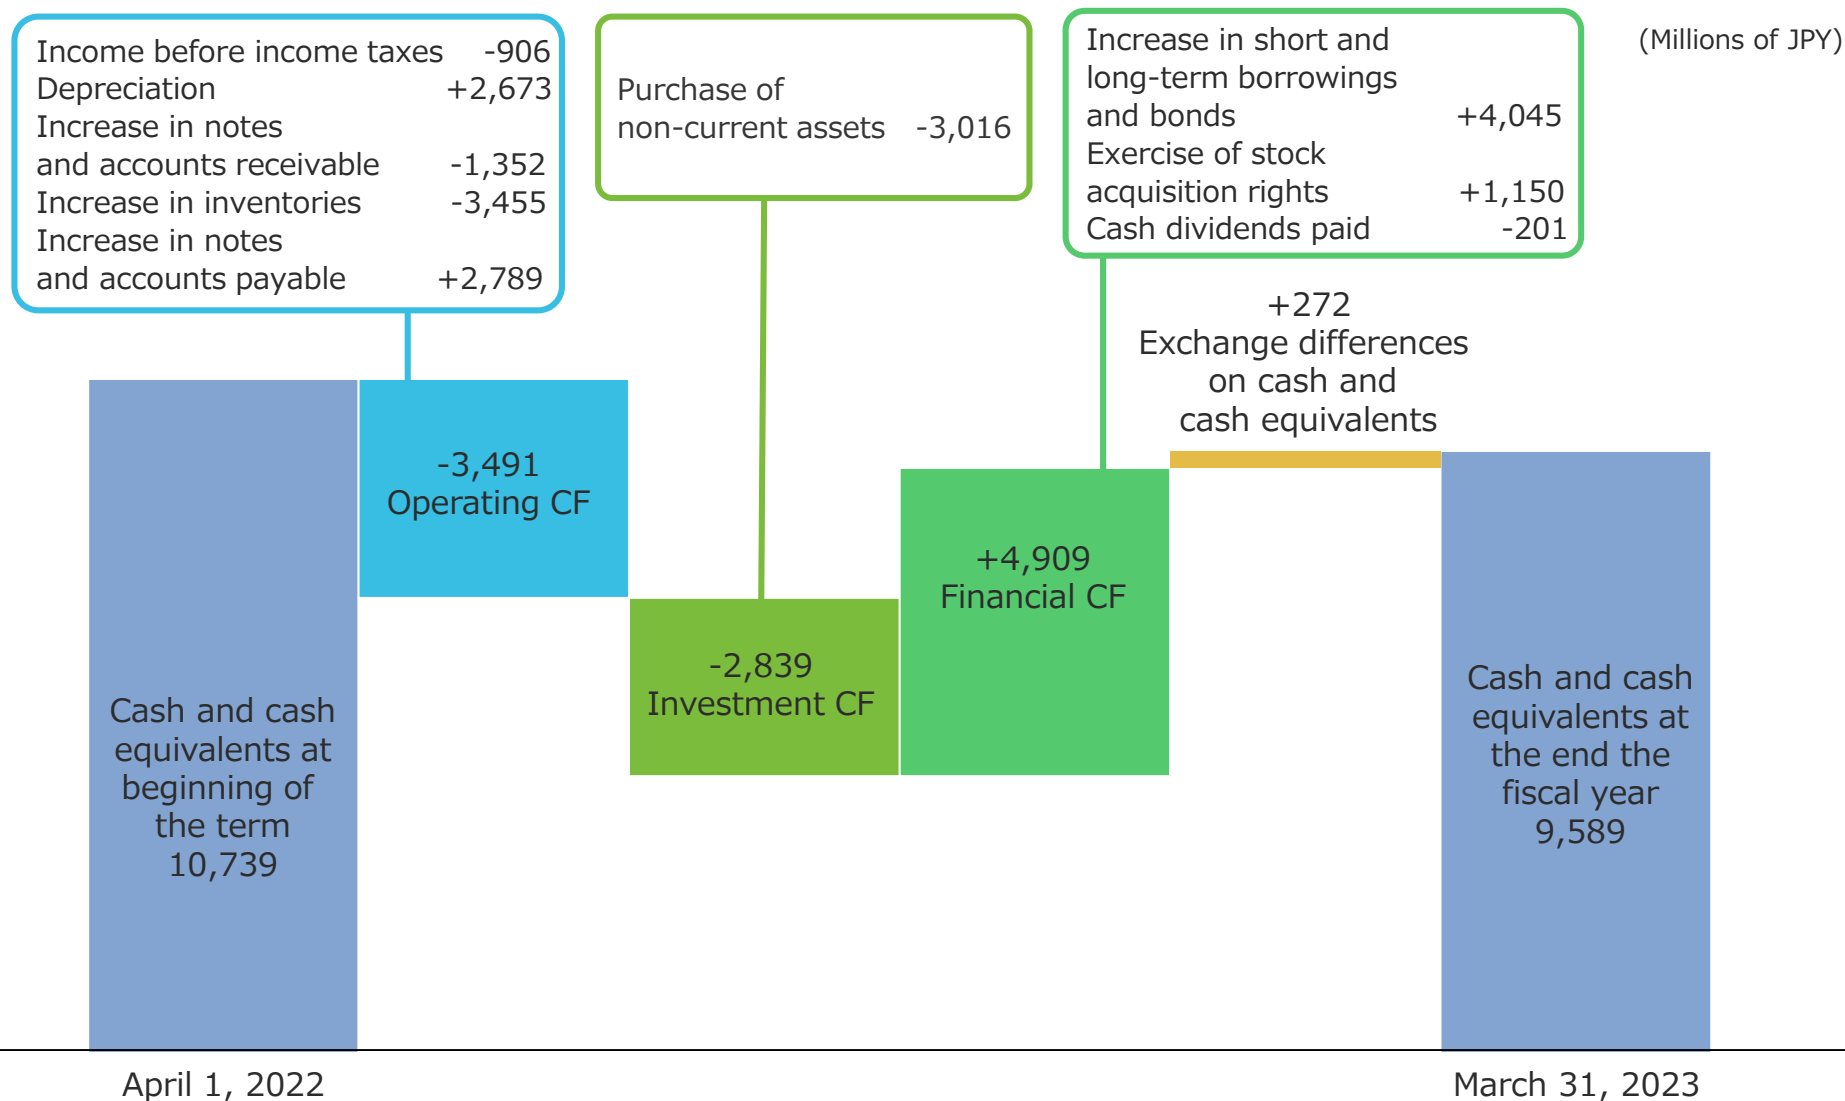 Income before income taxes -906
Depreciation +2,673
Increase in notes
and accounts receivable -1,352
Increase in inventories -3,455
Increase in notes
and accounts payable +2,789
Purchase of
non-current assets -3,016
Increase in short and
long-term borrowings
and bonds +4,045
Exercise of stock
acquisition rights +1,150
Cash dividends paid -201
(Millions of JPY)
+272
Exchange differences
on cash and
cash equivalents
-3,491
Operating CF
-2,839
Investment CF
+4,909
Financial CF
Cash and cash
equivalents at
beginning of
the term
10,739
Cash and cash
equivalents at
the end the
fiscal year
9,589
April 1, 2022
March 31, 2023